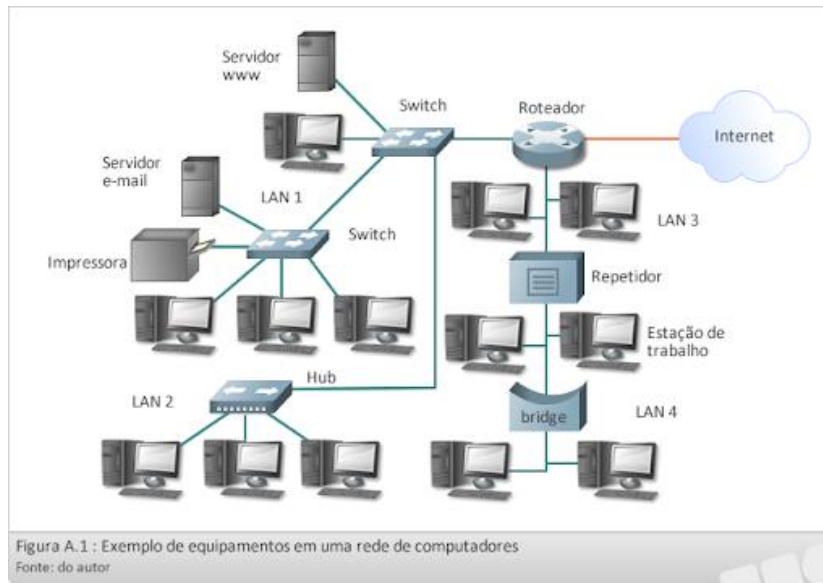 Servidor
www
Switch
Roteador
Internet
Servidor
e-mail
LAN 1
LAN 3
Switch
Impressora
Repetidor
Estação de
trabalho
Hub
LAN 2
bridge
LAN 4
Figura A.1 : Exemplo de equipamentos em uma rede de computadores
Fonte: do autor